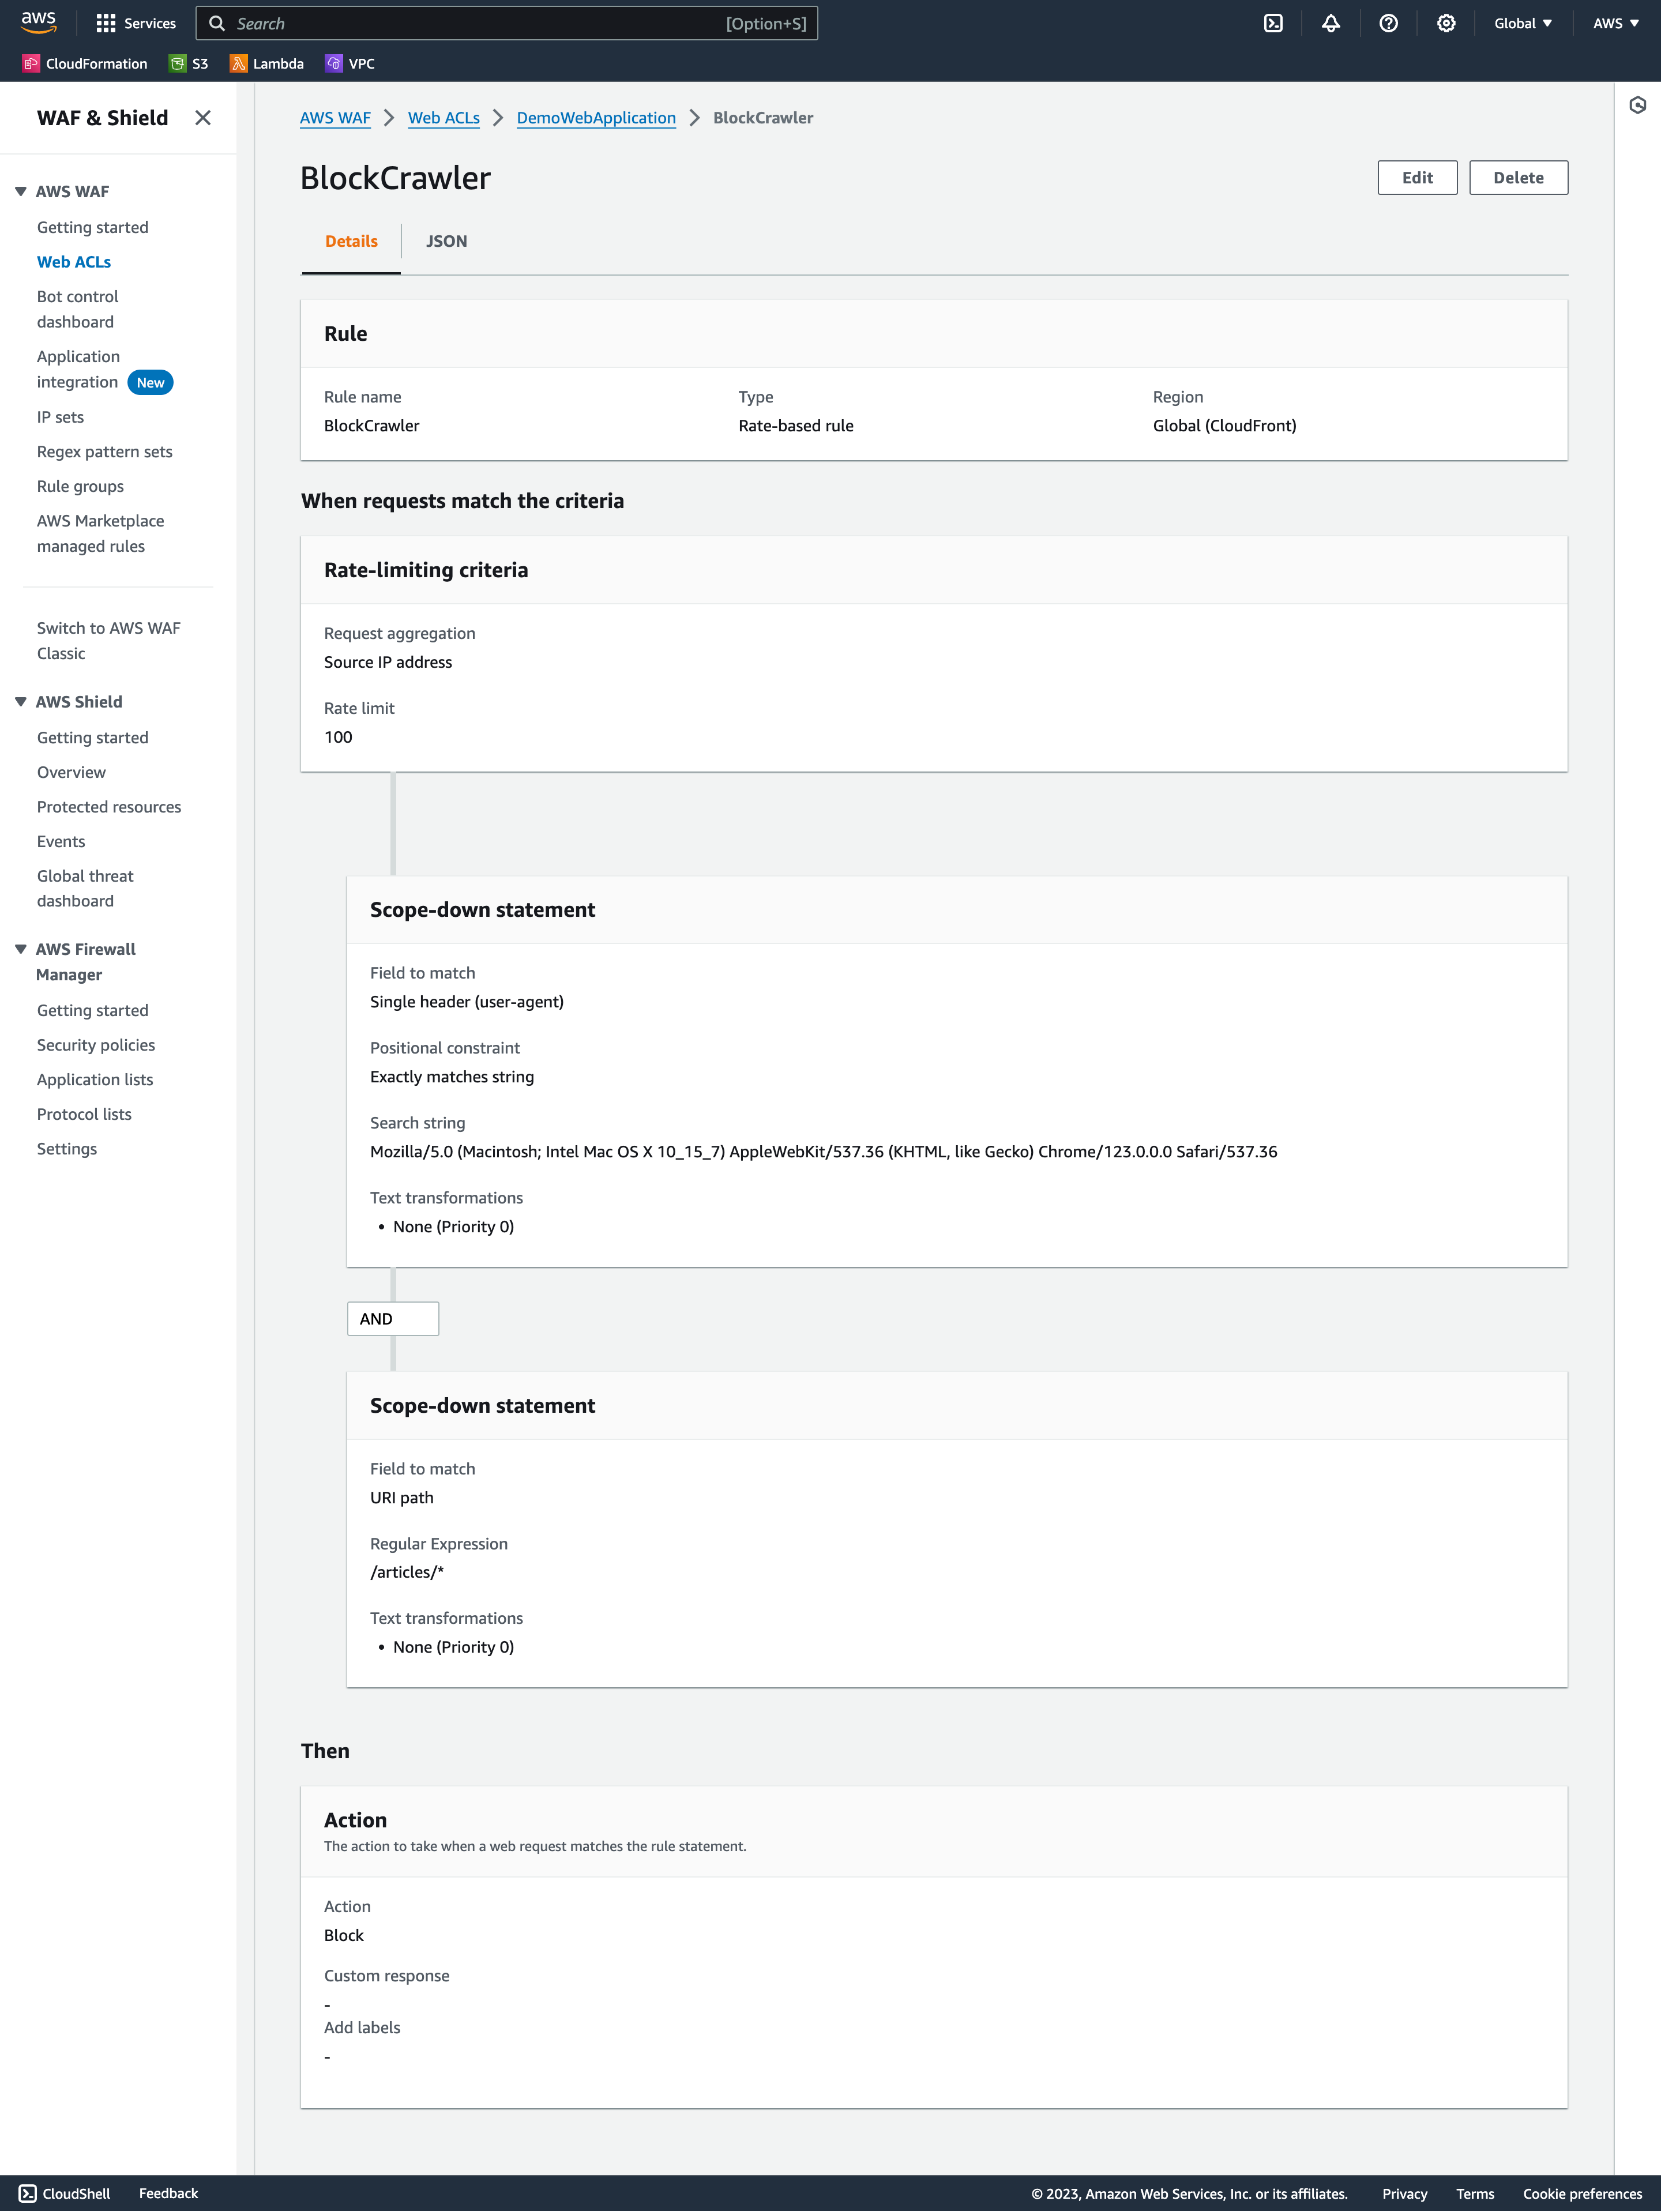 aws
Services
Search
[Option+S]
Global
AWS
CloudFormation
S3
Lambda
VPC
WAF & Shield
AWS WAF
Getting started
Web ACLs
Bot control
dashboard
Application
integration New
IP sets
Regex pattern sets
Rule groups
AWS Marketplace
managed rules
Switch to AWS WAF
Classic
AWS Shield
Getting started
Overview
Protected resources
Events
Global threat
dashboard
AWS Firewall
Manager
Getting started
Security policies
Application lists
Protocol lists
Settings
AWS WAF
Web ACLs
DemoWebApplication
BlockCrawler
BlockCrawler
Edit
Delete
Details
JSON
Rule
Rule name
BlockCrawler
Type
Rate-based rule
Region
Global (CloudFront)
When requests match the criteria
Rate-limiting criteria
Request aggregation
Source IP address
Rate limit
100
Scope-down statement
Field to match
Single header (user-agent)
Positional constraint
Exactly matches string
Search string
Mozilla/5.0 (Macintosh; Intel Mac OS X 10_15_7) AppleWebKit/537.36 (KHTML, like Gecko) Chrome/123.0.0.0 Safari/537.36
Text transformations
• None (Priority 0)
AND
Scope-down statement
Field to match
URI path
Regular Expression
/articles/*
Text transformations
• None (Priority 0)
Then
Action
The action to take when a web request matches the rule statement.
Action
Block
Custom response
-
Add labels
-
CloudShell
Feedback
© 2023, Amazon Web Services, Inc. or its affiliates.
Privacy
Terms
Cookie preferences